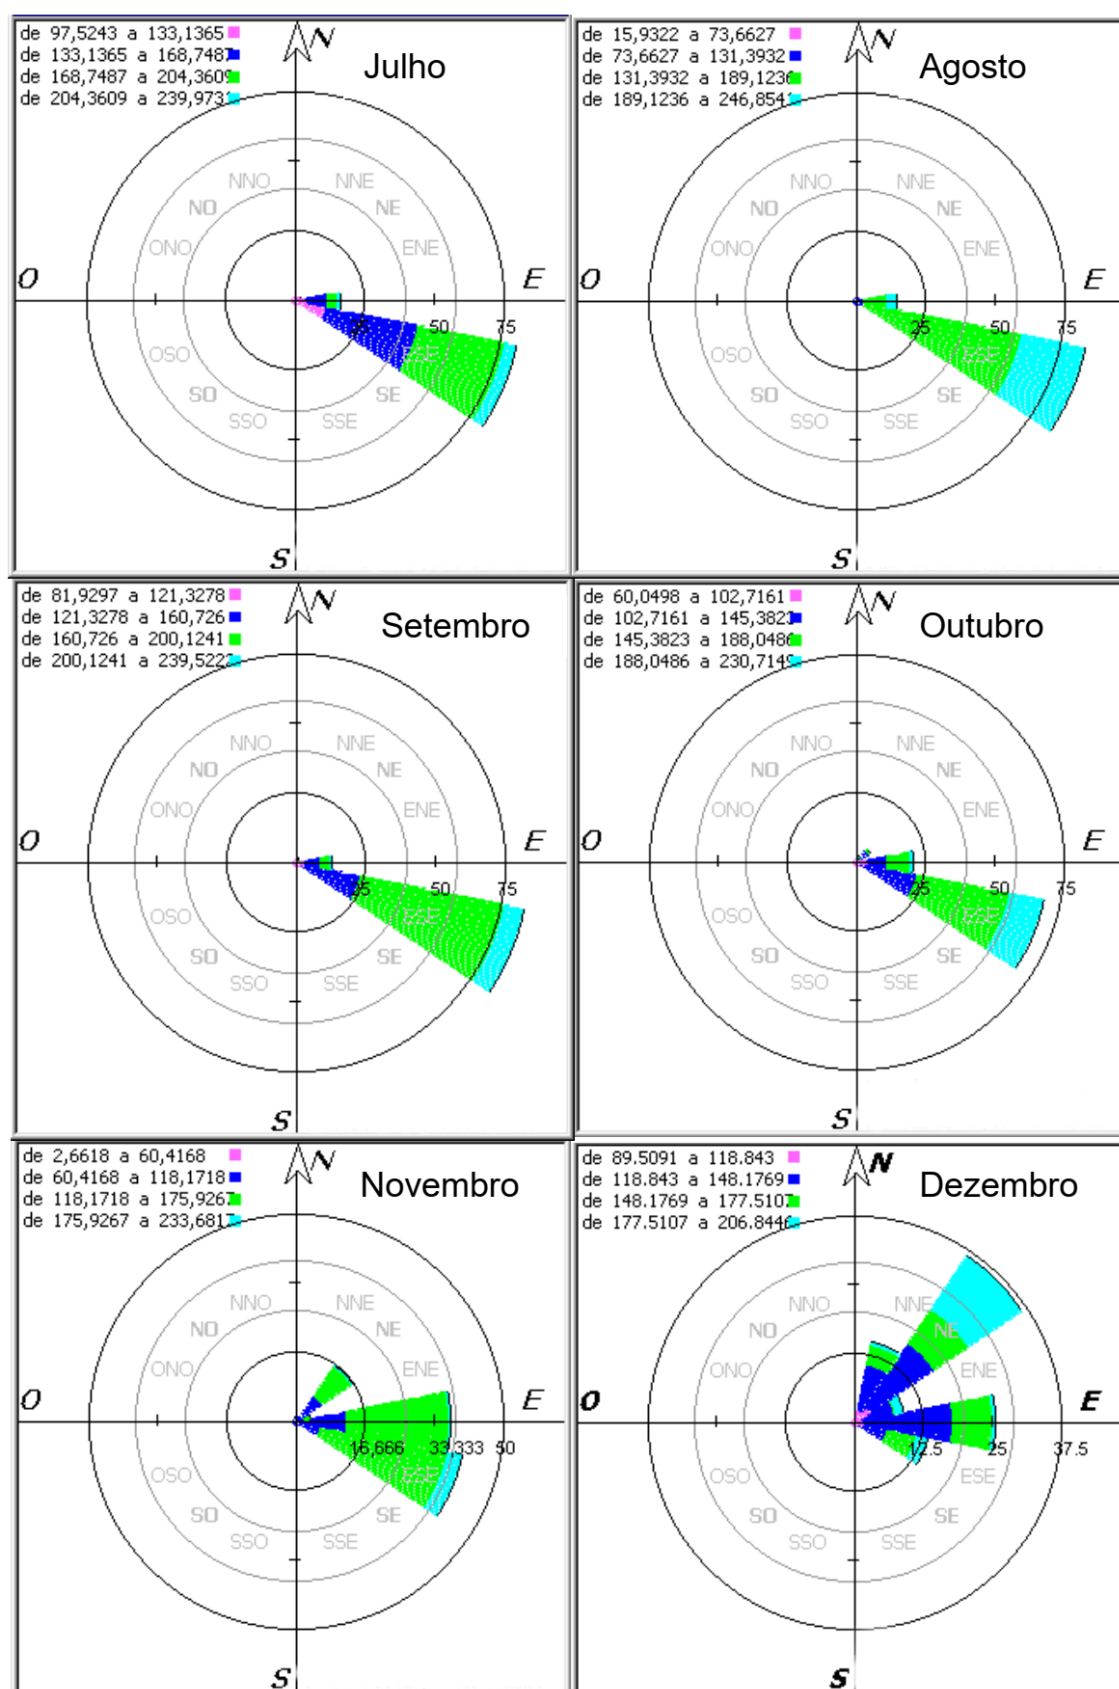 de 97,5243 a 133,1365
de 133,1365 a 168,7487
de 168,7487 a 204,3609
de 204,3609 a 239,973
N
Julho
NNO
NNE
NO
NE
ONO
ENE
O
E
25
50
75
OSO
ESE
SO
SE
SSO
SSE
S
de 15,9322 a 73,6627
de 73,6627 a 131,3932
de 131,3932 a 189,1236
de 189,1236 a 246,854
N
Agosto
NNO
NNE
NO
NE
ONO
ENE
O
E
25
50
75
OSO
ESE
SO
SE
SSO
SSE
S
de 81,9297 a 121,3278
de 121,3278 a 160,726
de 160,726 a 200,1241
de 200,1241 a 239,522
N
Setembro
NNO
NNE
NO
NE
ONO
ENE
O
E
25
50
75
OSO
ESE
SO
SE
SSO
SSE
S
de 60,0498 a 102,7161
de 102,7161 a 145,3823
de 145,3823 a 188,0486
de 188,0486 a 230,7149
N
Outubro
NNO
NNE
NO
NE
ONO
ENE
O
E
25
50
75
OSO
ESE
SO
SE
SSO
SSE
S
de 2,6618 a 60,4168
de 60,4168 a 118,1718
de 118,1718 a 175,9267
de 175,9267 a 233,681
N
Novembro
NNO
NNE
NO
NE
ONO
ENE
O
E
16,666 33,333 50
OSO
ESE
SO
SE
SSO
SSE
S
de 89.5091 a 118.843
de 118.843 a 148.1769
de 148.1769 a 177.5107
de 177.5107 a 206.8446
N
Dezembro
NNO
NNE
NO
NE
ONO
ENE
O
E
12.5
25
37.5
OSO
ESE
SO
SE
SSO
SSE
S